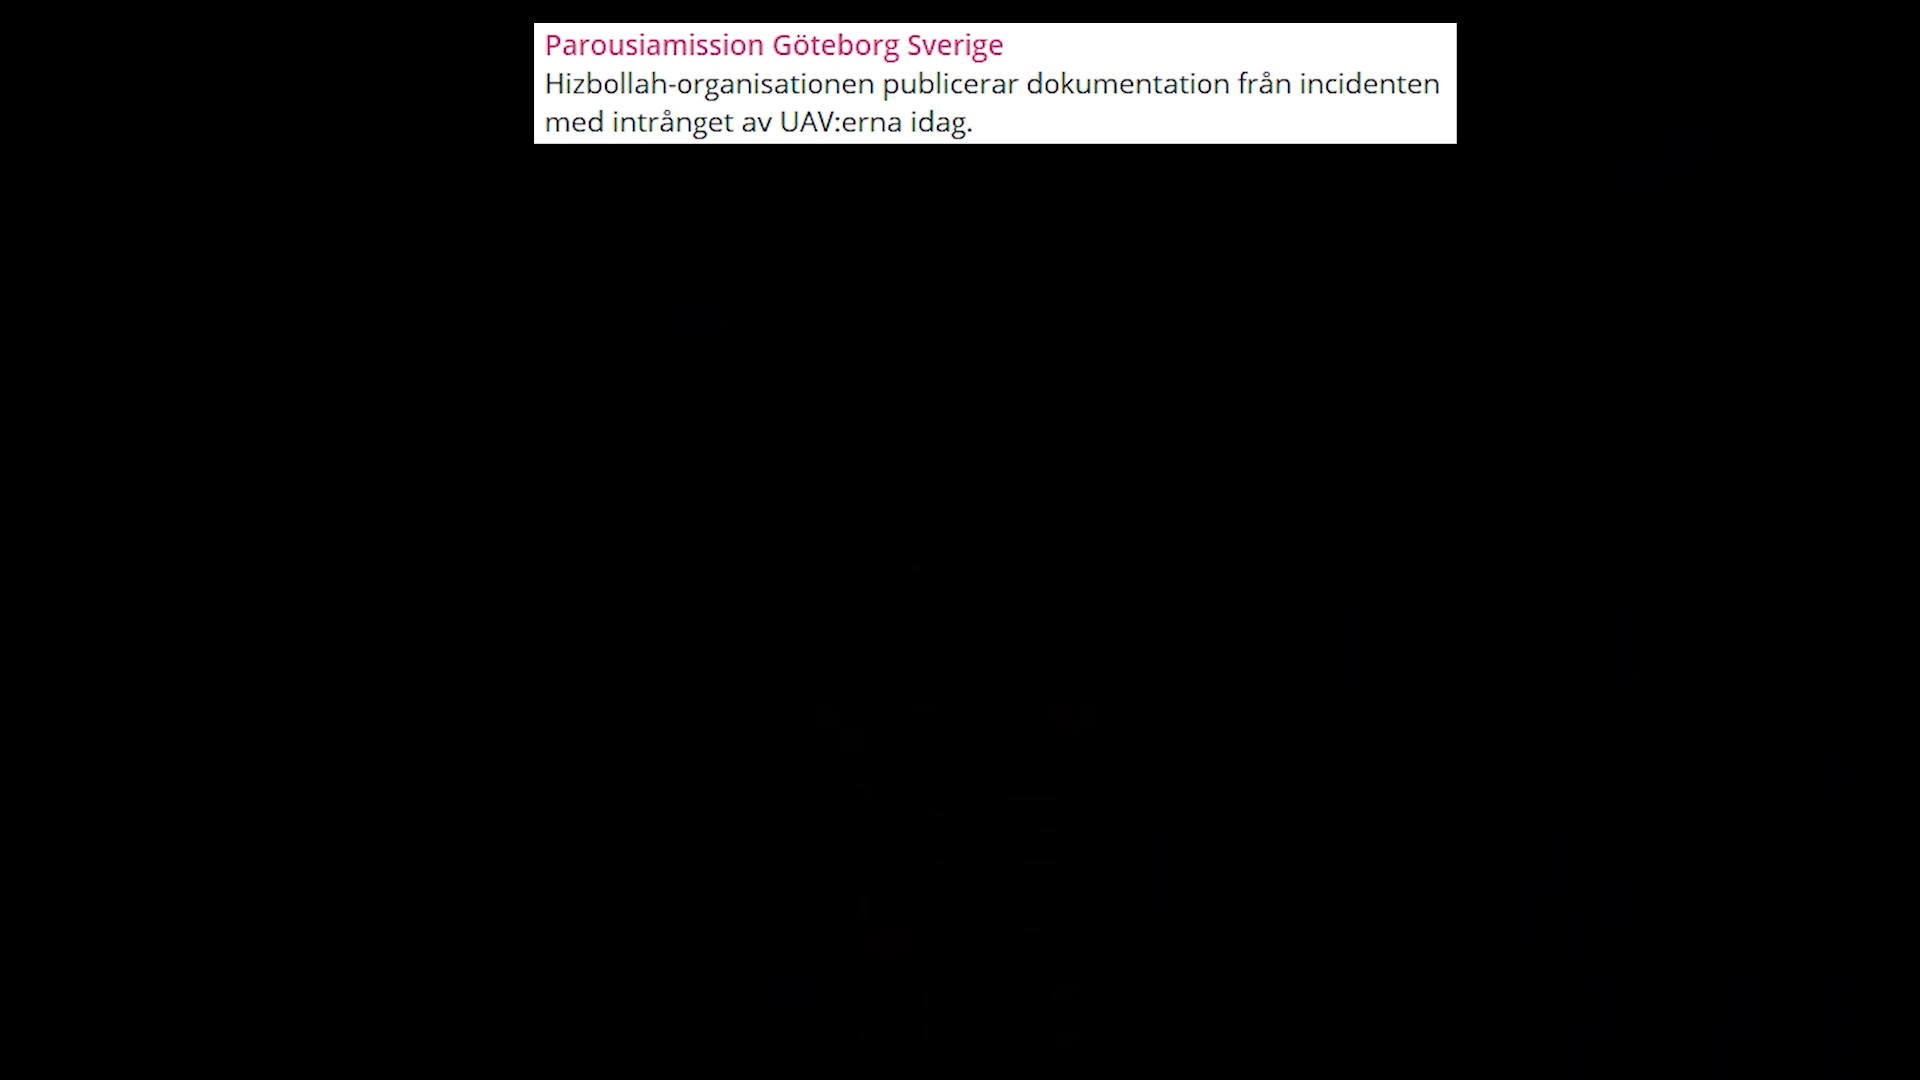 Parousiamission Göteborg Sverige
Hizbollah-organisationen publicerar dokumentation från incidenten
med intrånget av UAV:erna idag.